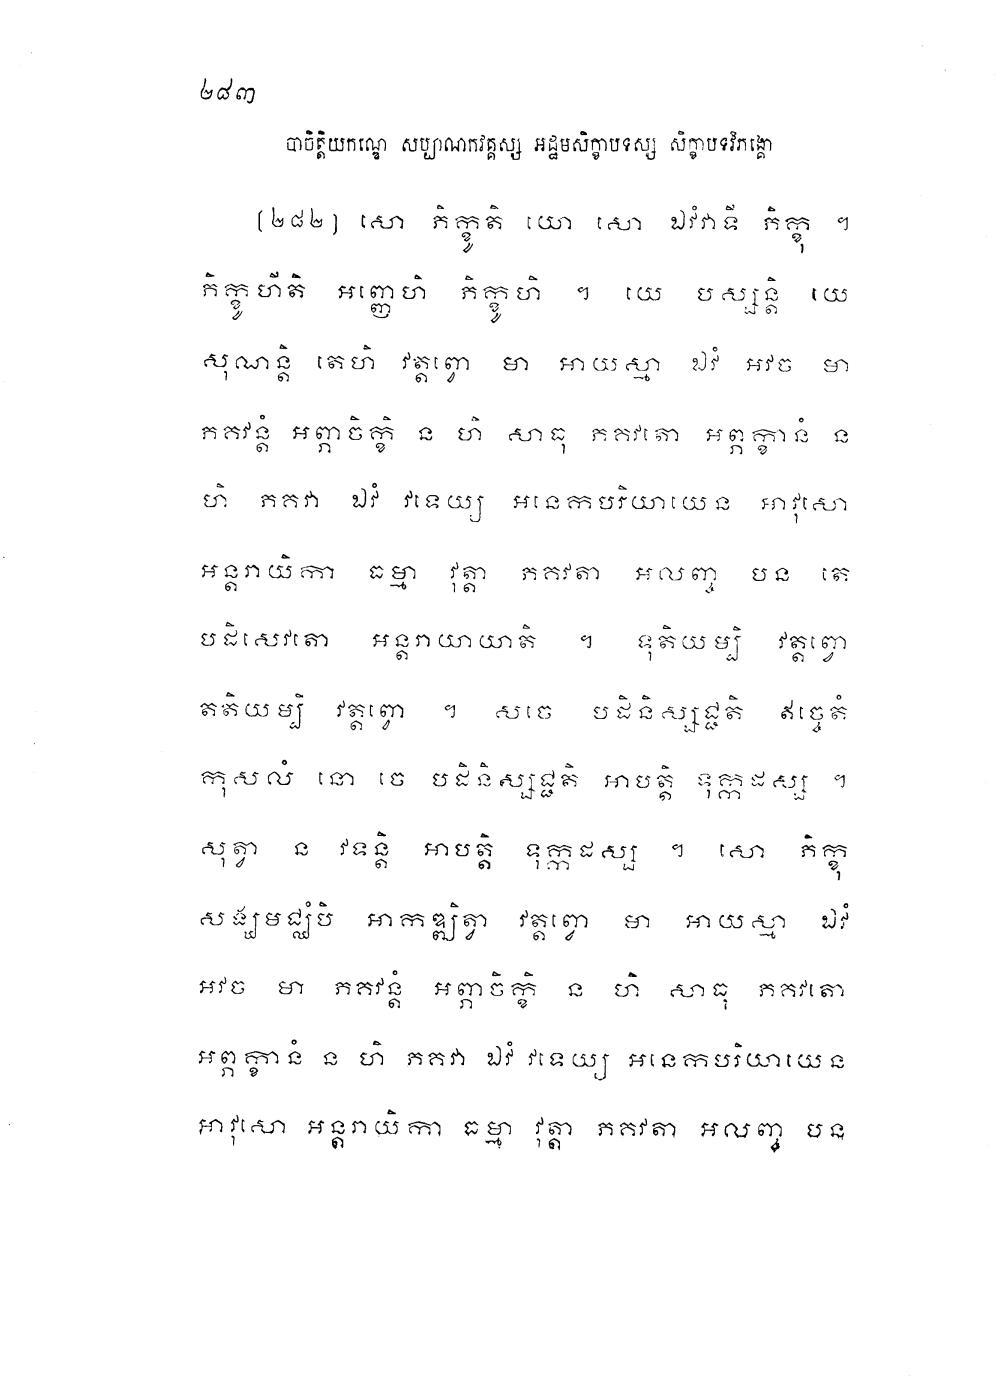 ២៨៣
បាចិត្តិយកណ្ឌេ សប្បាណកវគ្គស្ស អដ្ឋមសិក្ខាបទស្ស សិក្ខាបទវិភង្គោ
[២៨២] សោ ភិក្ខូតិ យោ សោ ឯវំវាទី ភិក្ខុ ។
ភិក្ខូហីតិ អញ្ញេហិ ភិក្ខូហិ ។ យេ បស្សន្តិ យេ
សុណន្តិ តេហិ វត្តព្វោ មា អាយស្មា ឯវំ អវច មា
ភគវន្តំ អព្ភាចិក្ខិ ន ហិ សាធុ ភគវតោ អព្ភក្ខានំ ន
ហិ ភគវា ឯវំ វទេយ្យ អនេកបរិយាយេន អាវុសោ
អន្តរាយិកា ធម្មា វុត្តា ភគវតា អលញ្ច បន តេ
បដិសេវតោ អន្តរាយាយាតិ ។ ទុតិយម្បិ វត្តព្វោ
តតិយម្បិ វត្តព្វោ ។ សចេ បដិនិស្សជ្ជតិ ឥច្ចេតំ
កុសលំ នោ ចេ បដិនិស្សជ្ជតិ អាបត្តិ ទុក្កដស្ស ។
សុត្វា ន វទន្តិ អាបត្តិ ទុក្កដស្ស ។ សោ ភិក្ខុ
សង្ឃមជ្ឈំបិ អាកឌ្ឍិត្វា វត្តព្វោ មា អាយស្មា ឯវំ
អវច មា ភគវន្តំ អព្ភាចិក្ខិ ន ហិ សាធុ ភគវតោ
អព្ភក្ខានំ ន ហិ ភគវា ឯវំ វទេយ្យ អនេកបរិយាយេន
អាវុសោ អន្តរាយិកា ធម្មា វុត្តា ភគវតា អលញ្ច បន